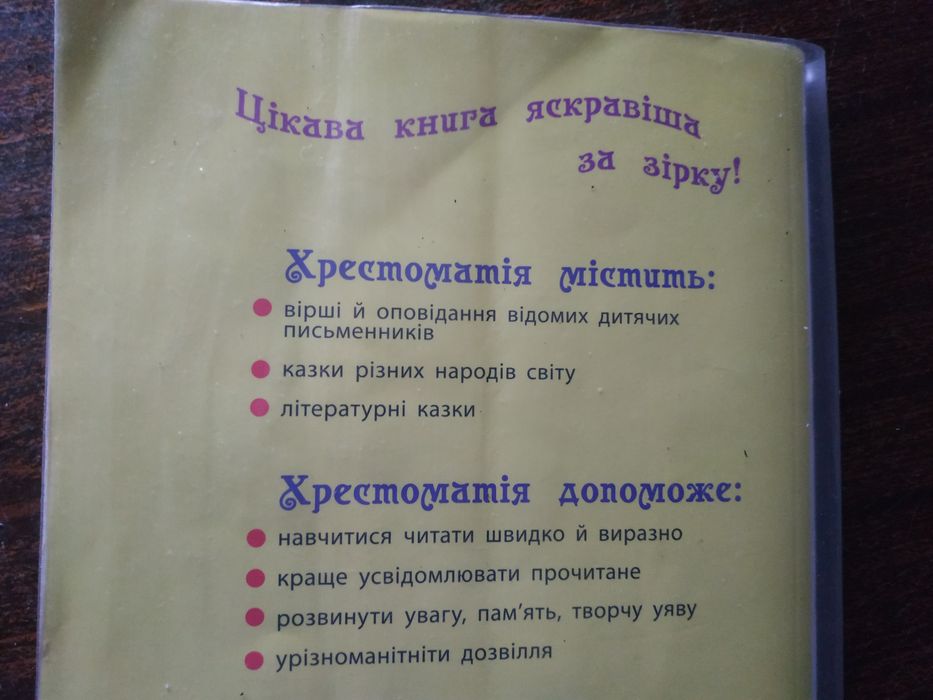 Цікава книга яскравіша
за зірку!
Хрестоматія містить:
вірші й оповідання відомих дитячих
письменників
казки різних народів світу
літературні казки
Хрестоматія допоможе:
навчитися читати швидко й виразно
краще усвідомлювати прочитане
розвинути увагу, пам'ять, творчу уяву
урізноманітніти дозвілля